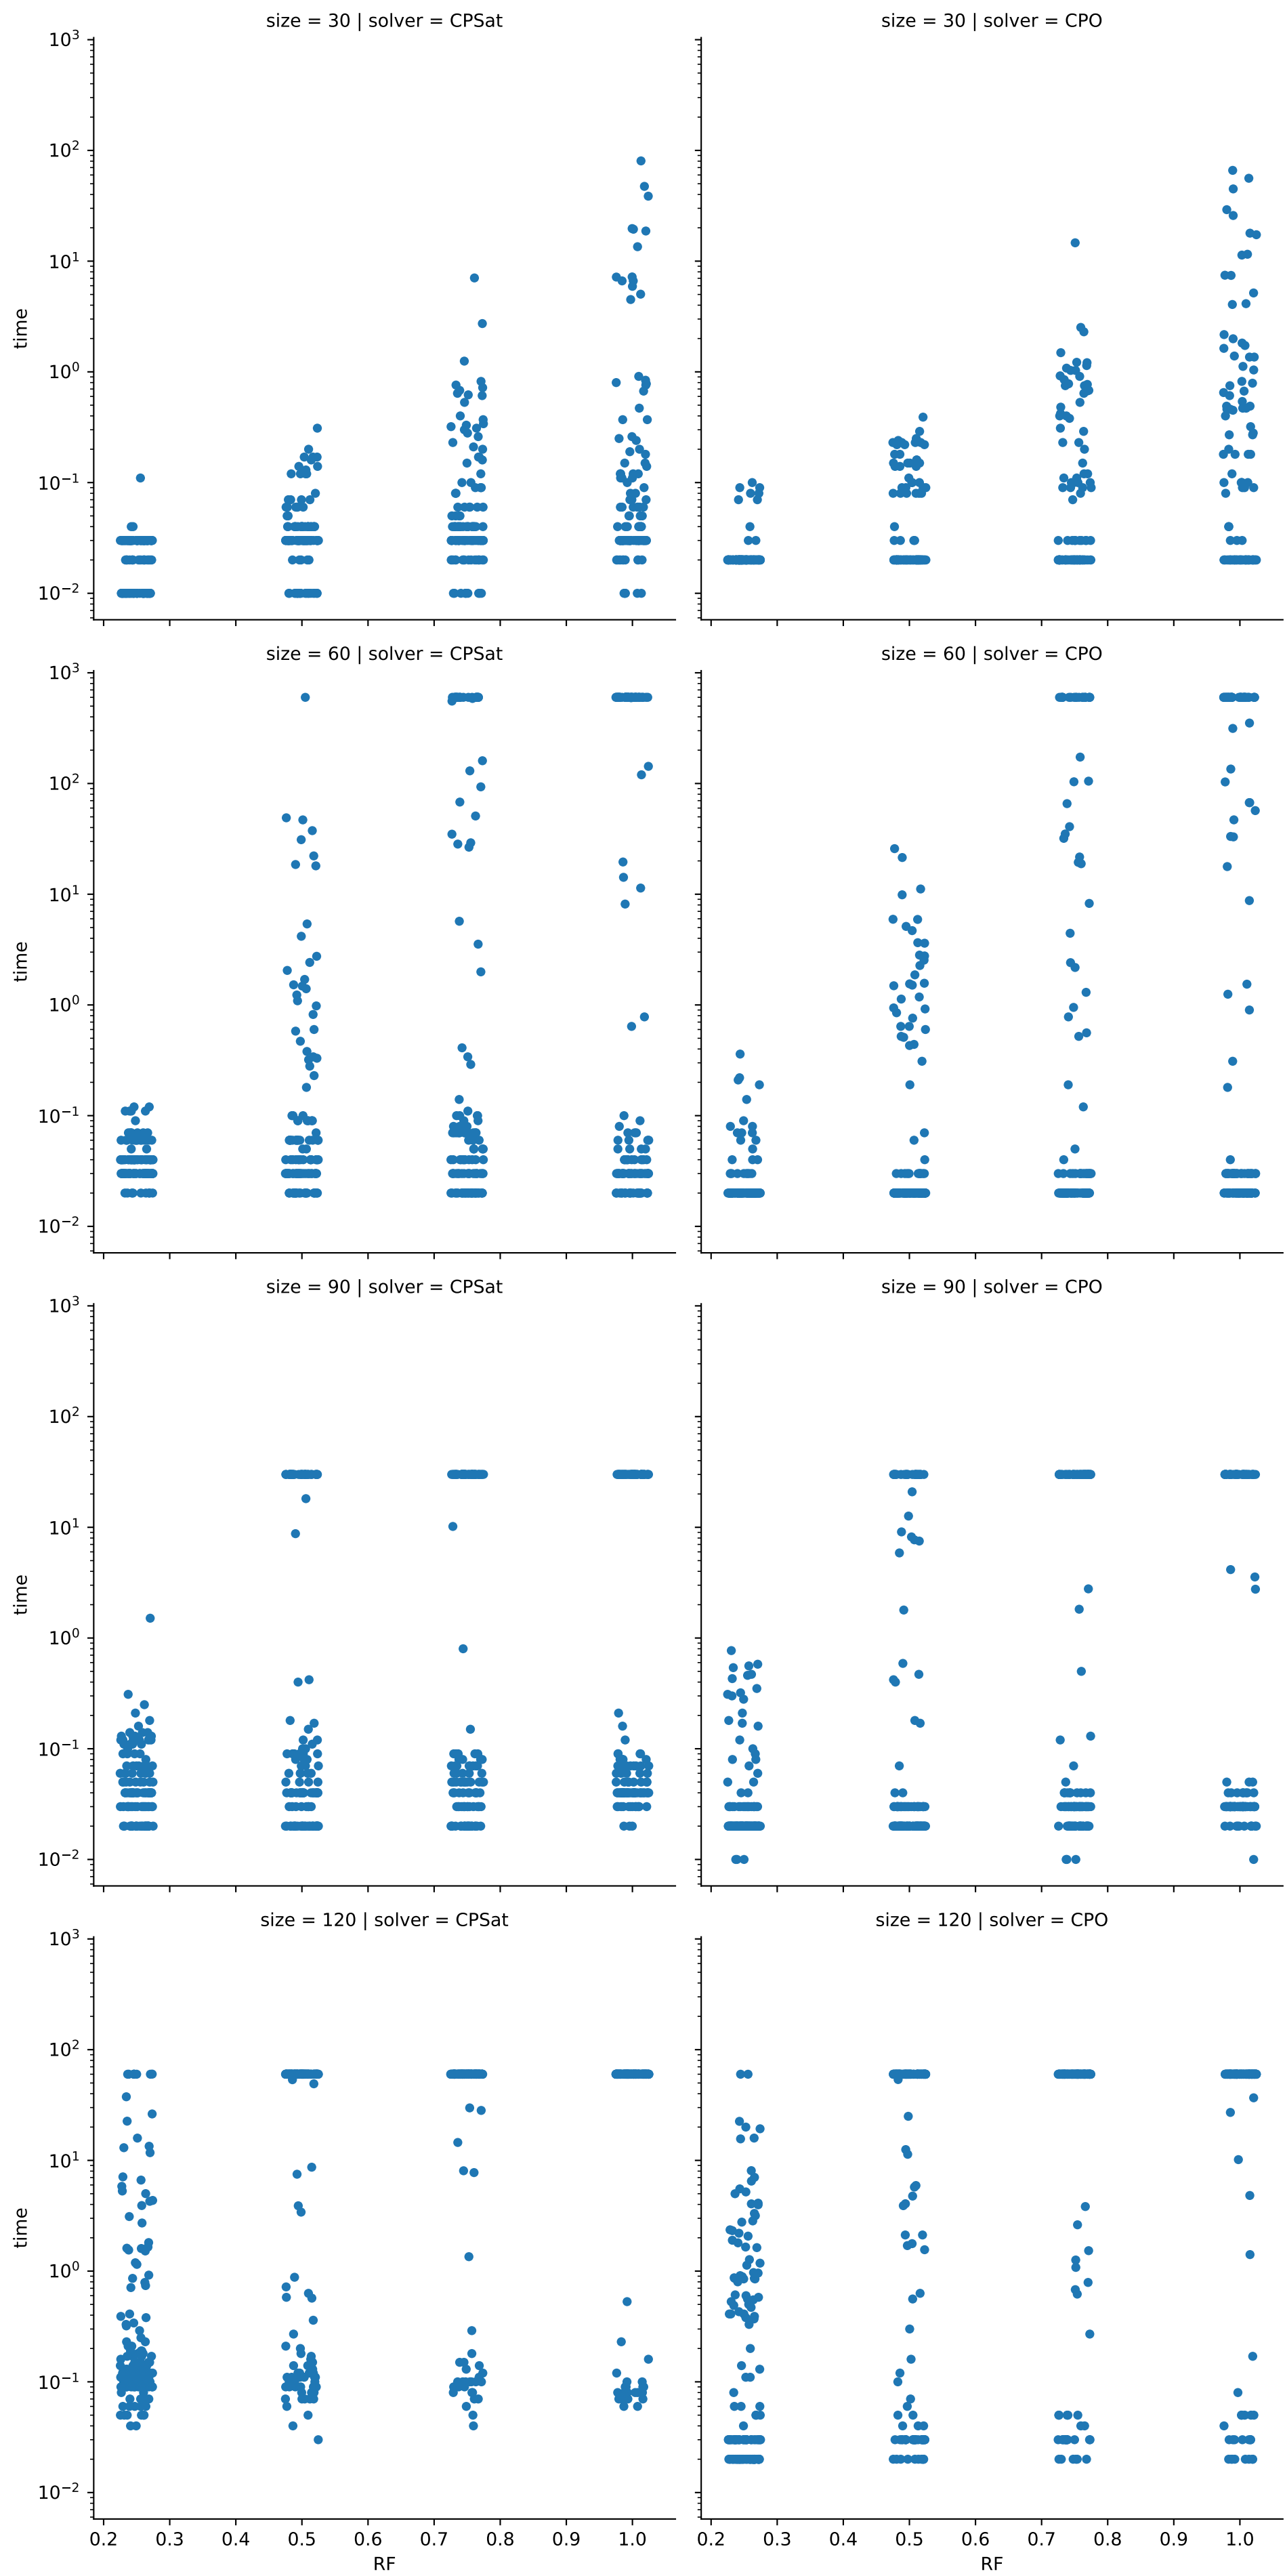 size = 30 | solver = CPSat
size = 30 | solver = CPO
10³
10²
10¹
10⁰
10⁻¹
10⁻²
time
size = 60 | solver = CPSat
size = 60 | solver = CPO
10³
10²
10¹
10⁰
10⁻¹
10⁻²
time
size = 90 | solver = CPSat
size = 90 | solver = CPO
10³
10²
10¹
10⁰
10⁻¹
10⁻²
time
size = 120 | solver = CPSat
size = 120 | solver = CPO
10³
10²
10¹
10⁰
10⁻¹
10⁻²
time
0.2 0.3 0.4 0.5 0.6 0.7 0.8 0.9 1.0
0.2 0.3 0.4 0.5 0.6 0.7 0.8 0.9 1.0
RF
RF